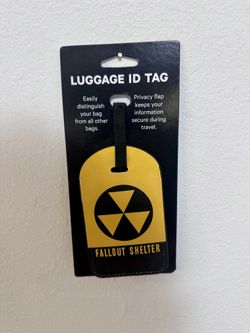 LUGGAGE ID TAG
Easily
distinguish
your bag
from all other
bags.
Privacy flap
keeps your
information
secure during
travel.
FALLOUT SHELTER